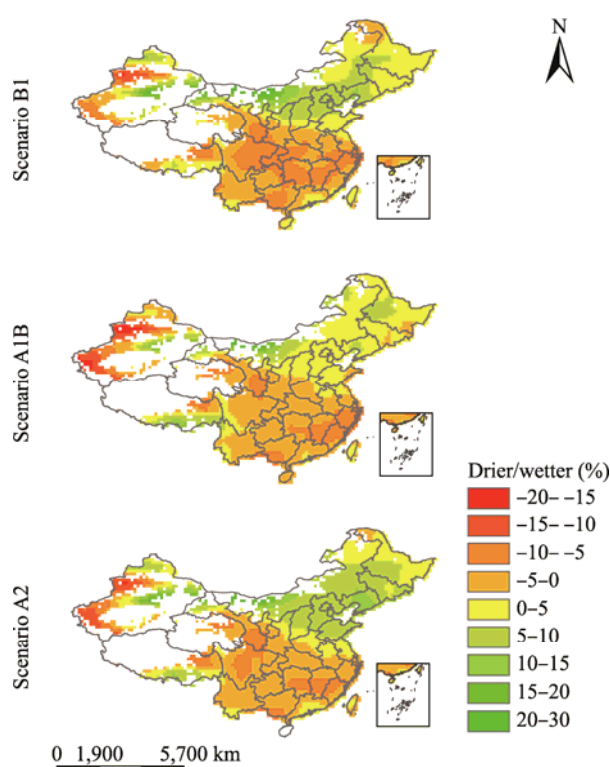 N
Scenario B1
Scenario A1B
Scenario A2
Drier/wetter (%)
–20– –15
–15– –10
–10– –5
–5–0
0–5
5–10
10–15
15–20
20–30
0 1,900 5,700 km